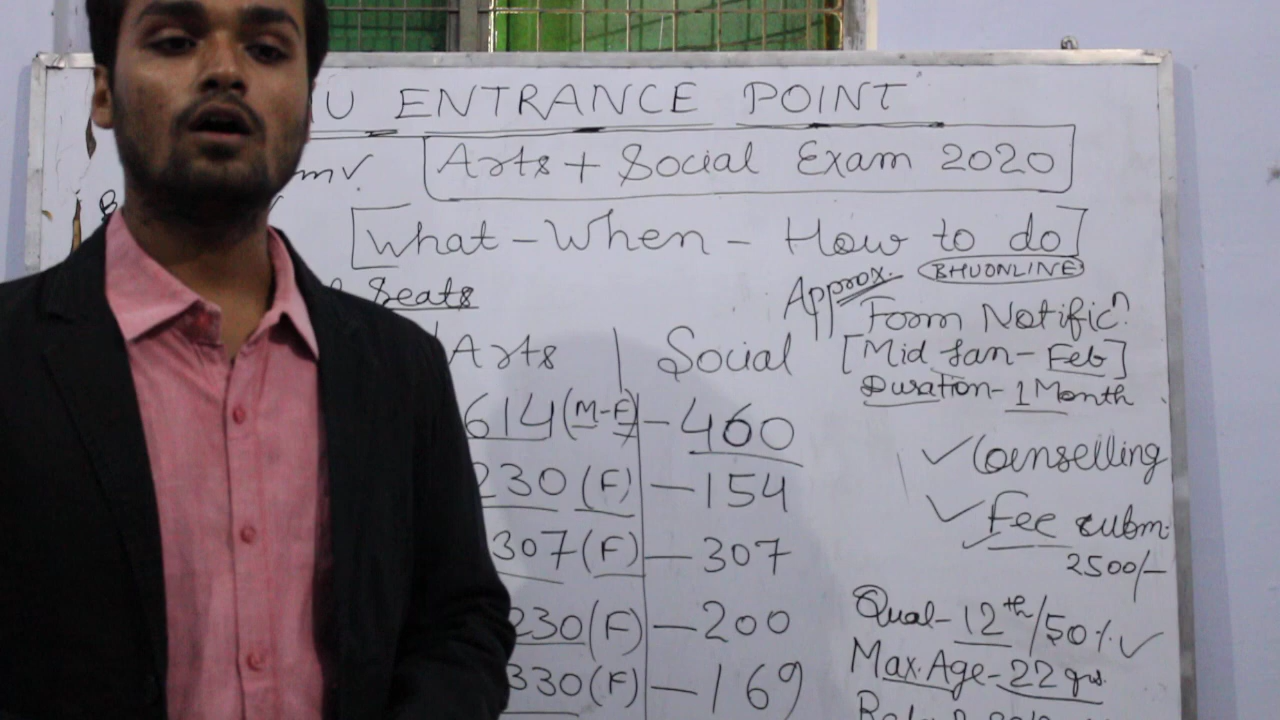 U ENTRANCE POINT
mv. Arts + Social Exam 2020
What - When - How to do
Seats Approx. BHUONLINE
Form Notific.n
Arts | Social [Mid Jan - Feb]
Duration - 1 Month
614 (M-F) - 460
Counselling
230 (F) - 154
Fee subm.
307 (F) - 307
2500/-
230 (F) - 200
Qual - 12th/50%
330 (F) - 169
Max. Age - 22 yrs.